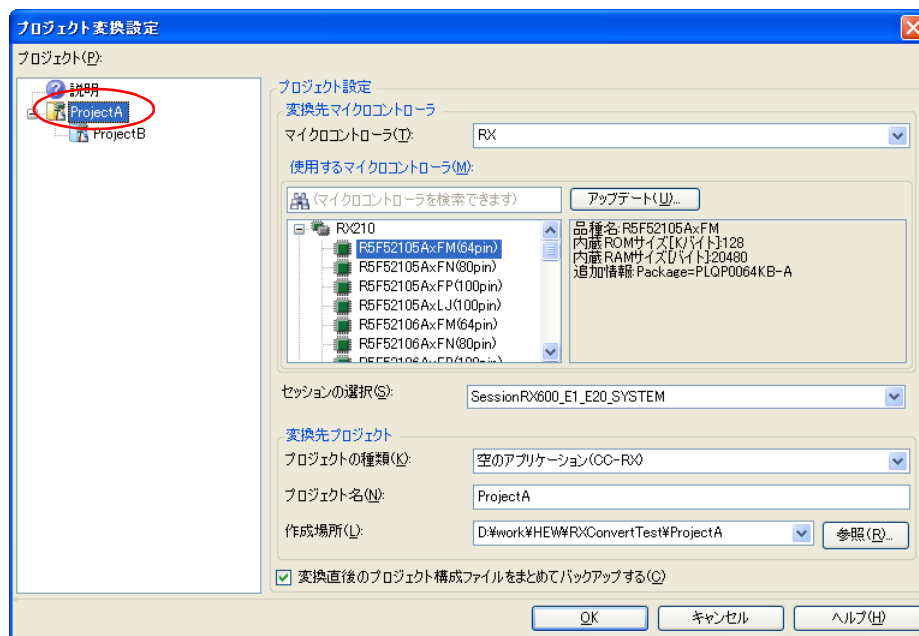 プロジェクト変換設定
プロジェクト(P):
説明
ProjectA
ProjectB
プロジェクト設定
変換先マイクロコントローラ
マイクロコントローラ(T):
RX
使用するマイクロコントローラ(M):
(マイクロコントローラを検索できます)
アップデート(U)...
RX210
R5F52105AxFM(64pin)
R5F52105AxFN(80pin)
R5F52105AxFP(100pin)
R5F52105AxLJ(100pin)
R5F52106AxFM(64pin)
R5F52106AxFN(80pin)
R5F52106AxFP(100pin)
品種名:R5F52105AxFM
内蔵ROMサイズ[Kバイト]:128
内蔵RAMサイズ[バイト]:20480
追加情報:Package=PLQP0064KB-A
セッションの選択(S):
SessionRX600_E1_E20_SYSTEM
変換先プロジェクト
プロジェクトの種類(K):
空のアプリケーション(CC-RX)
プロジェクト名(N):
ProjectA
作成場所(L):
D:¥work¥HEW¥RXConvertTest¥ProjectA
参照(R)...
変換直後のプロジェクト構成ファイルをまとめてバックアップする(C)
OK
キャンセル
ヘルプ(H)